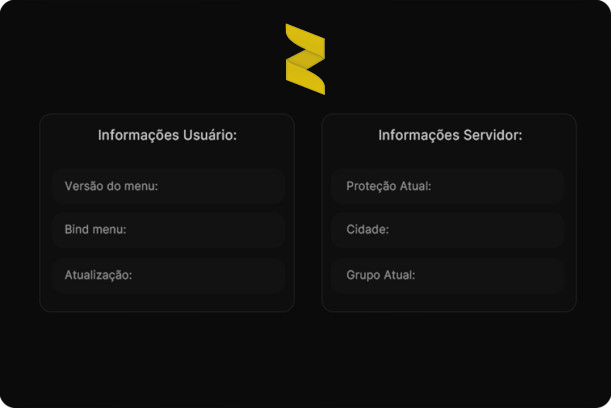 Informações Usuário:
Versão do menu:
Bind menu:
Atualização:
Informações Servidor:
Proteção Atual:
Cidade:
Grupo Atual: